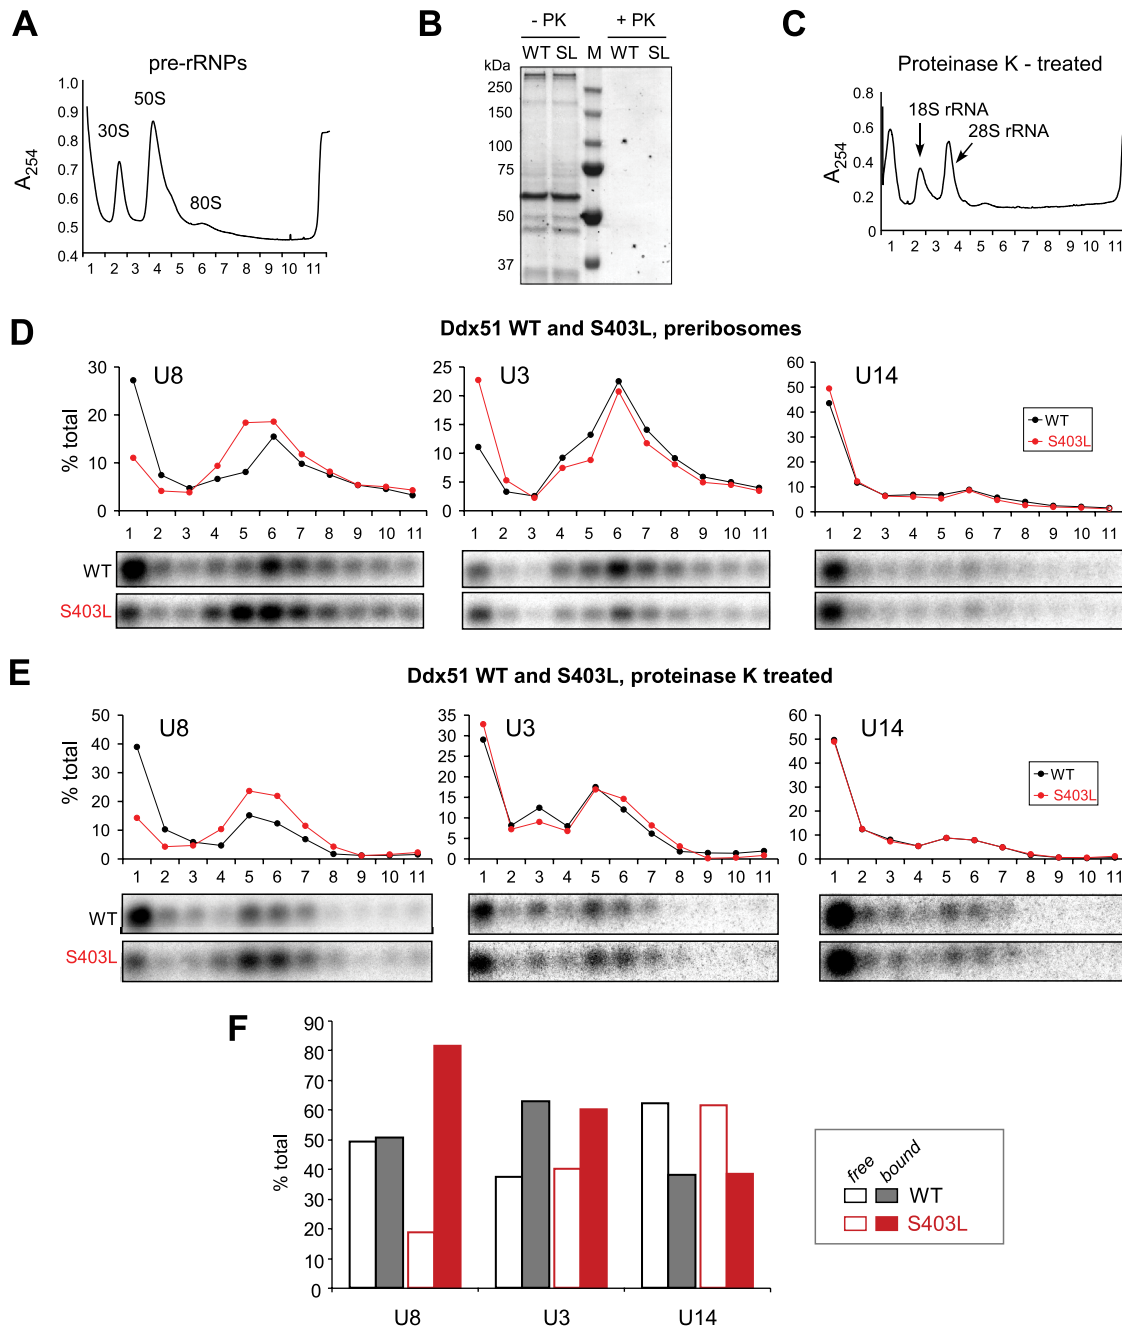 A
pre-rRNPs
A254
1.0
0.9
0.8
0.7
0.6
0.5
0.4
30S
50S
80S
1 2 3 4 5 6 7 8 9 10 11
B
- PK + PK
WT SL M WT SL
kDa
250
150
100
75
50
37
C
Proteinase K - treated
A254
0.8
0.6
0.4
0.2
0
18S rRNA
28S rRNA
1 2 3 4 5 6 7 8 9 10 11
D
Ddx51 WT and S403L, preribosomes
% total
30
20
10
0
U8
1 2 3 4 5 6 7 8 9 10 11
25
20
15
10
5
0
U3
1 2 3 4 5 6 7 8 9 10 11
60
50
40
30
20
10
0
U14
WT
S403L
1 2 3 4 5 6 7 8 9 10 11
WT
S403L
E
Ddx51 WT and S403L, proteinase K treated
% total
50
40
30
20
10
0
U8
1 2 3 4 5 6 7 8 9 10 11
35
30
25
20
15
10
5
0
U3
1 2 3 4 5 6 7 8 9 10 11
60
50
40
30
20
10
0
U14
WT
S403L
1 2 3 4 5 6 7 8 9 10 11
WT
S403L
F
% total
90
80
70
60
50
40
30
20
10
0
U8 U3 U14
free bound
WT
S403L